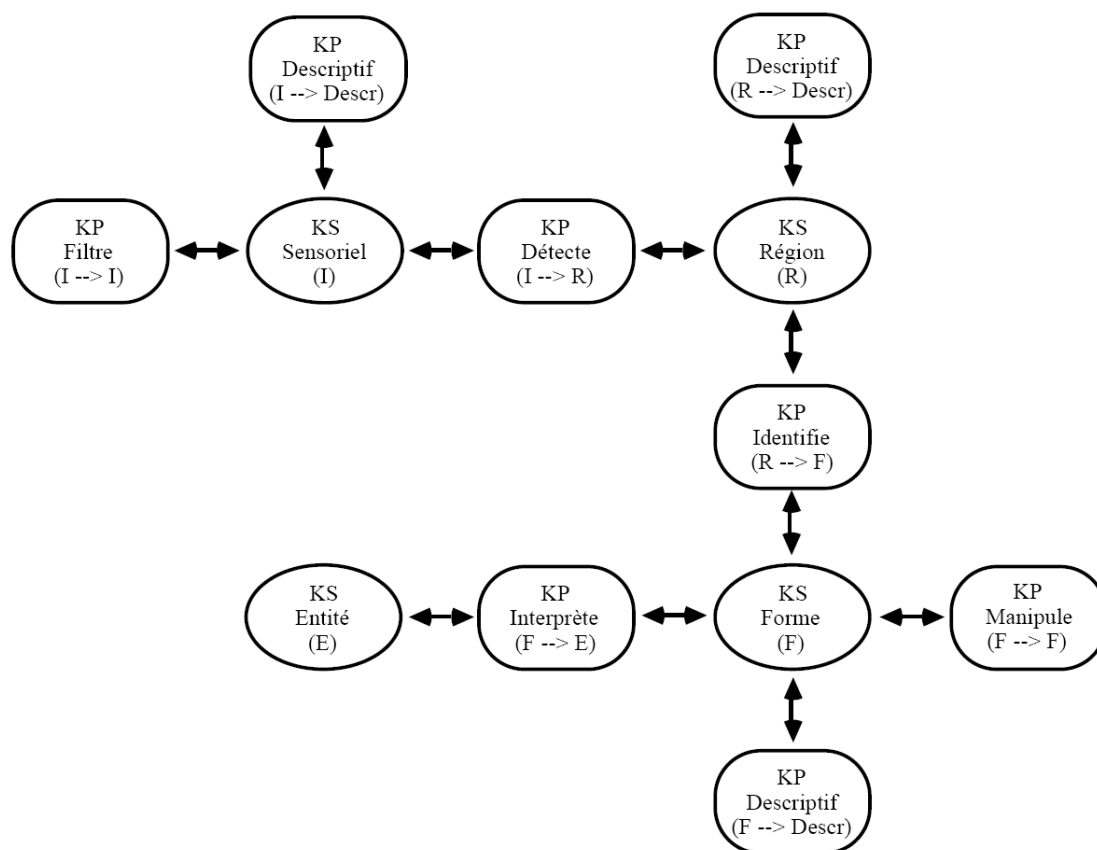 KP
Descriptif
(I --> Descr)
KP
Descriptif
(R --> Descr)
KP
Filtre
(I --> I)
KS
Sensoriel
(I)
KP
Détecte
(I --> R)
KS
Région
(R)
KP
Identifie
(R --> F)
KS
Entité
(E)
KP
Interprète
(F --> E)
KS
Forme
(F)
KP
Manipule
(F --> F)
KP
Descriptif
(F --> Descr)